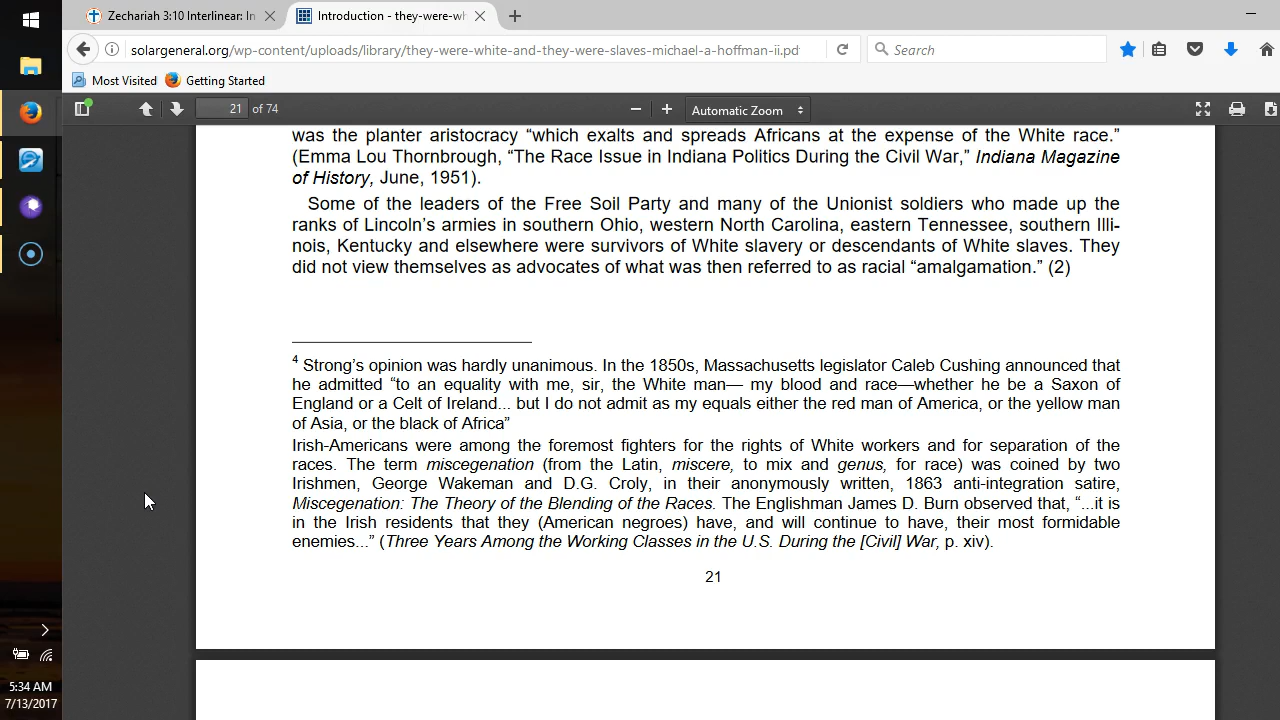 Zechariah 3:10 Interlinear: In
Introduction - they-were-wh
solargeneral.org/wp-content/uploads/library/they-were-white-and-they-were-slaves-michael-a-hoffman-ii.pd
Search
Most Visited
Getting Started
21 of 74
Automatic Zoom
was the planter aristocracy “which exalts and spreads Africans at the expense of the White race.”
(Emma Lou Thornbrough, “The Race Issue in Indiana Politics During the Civil War,” Indiana Magazine
of History, June, 1951).
Some of the leaders of the Free Soil Party and many of the Unionist soldiers who made up the
ranks of Lincoln’s armies in southern Ohio, western North Carolina, eastern Tennessee, southern Illi-
nois, Kentucky and elsewhere were survivors of White slavery or descendants of White slaves. They
did not view themselves as advocates of what was then referred to as racial “amalgamation.” (2)
4 Strong’s opinion was hardly unanimous. In the 1850s, Massachusetts legislator Caleb Cushing announced that
he admitted “to an equality with me, sir, the White man— my blood and race—whether he be a Saxon of
England or a Celt of Ireland... but I do not admit as my equals either the red man of America, or the yellow man
of Asia, or the black of Africa”
Irish-Americans were among the foremost fighters for the rights of White workers and for separation of the
races. The term miscegenation (from the Latin, miscere, to mix and genus, for race) was coined by two
Irishmen, George Wakeman and D.G. Croly, in their anonymously written, 1863 anti-integration satire,
Miscegenation: The Theory of the Blending of the Races. The Englishman James D. Burn observed that, “...it is
in the Irish residents that they (American negroes) have, and will continue to have, their most formidable
enemies...” (Three Years Among the Working Classes in the U.S. During the [Civil] War, p. xiv).
21
5:34 AM
7/13/2017